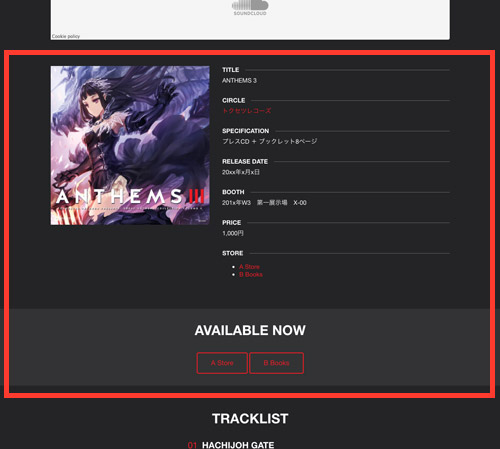 SOUNDCLOUD
Cookie policy
ANTHEMS III
TITLE
ANTHEMS 3
CIRCLE
トクセツレコーズ
SPECIFICATION
プレスCD ＋ ブックレット8ページ
RELEASE DATE
20xx年x月x日
BOOTH
201x年W3　第一展示場　X-00
PRICE
1,000円
STORE
A Store
B Books
AVAILABLE NOW
A Store
B Books
TRACKLIST
01 HACHIJOH GATE